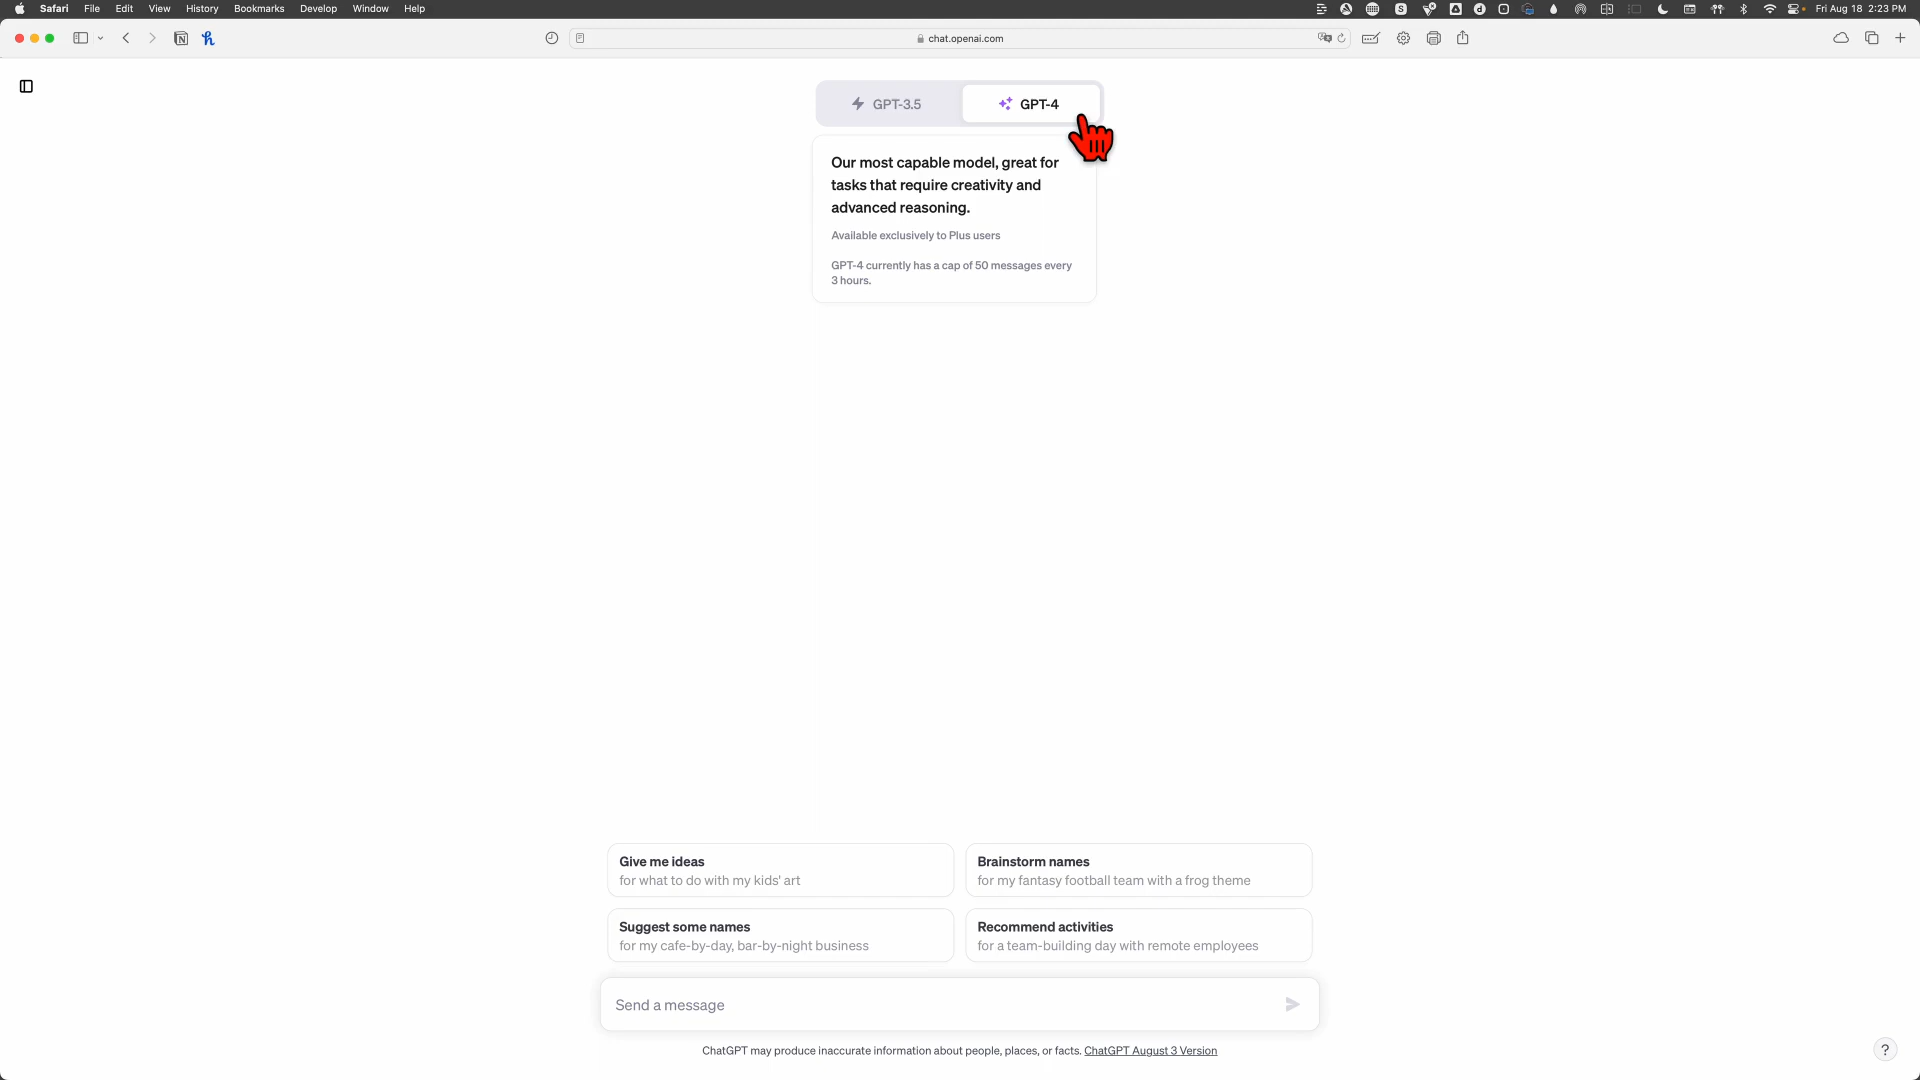 Safari File Edit View History Bookmarks Develop Window Help Fri Aug 18 2:23 PM
chat.openai.com
GPT-3.5 GPT-4
Our most capable model, great for
tasks that require creativity and
advanced reasoning.
Available exclusively to Plus users
GPT-4 currently has a cap of 50 messages every
3 hours.
Give me ideas
for what to do with my kids' art
Brainstorm names
for my fantasy football team with a frog theme
Suggest some names
for my cafe-by-day, bar-by-night business
Recommend activities
for a team-building day with remote employees
Send a message
ChatGPT may produce inaccurate information about people, places, or facts. ChatGPT August 3 Version
?